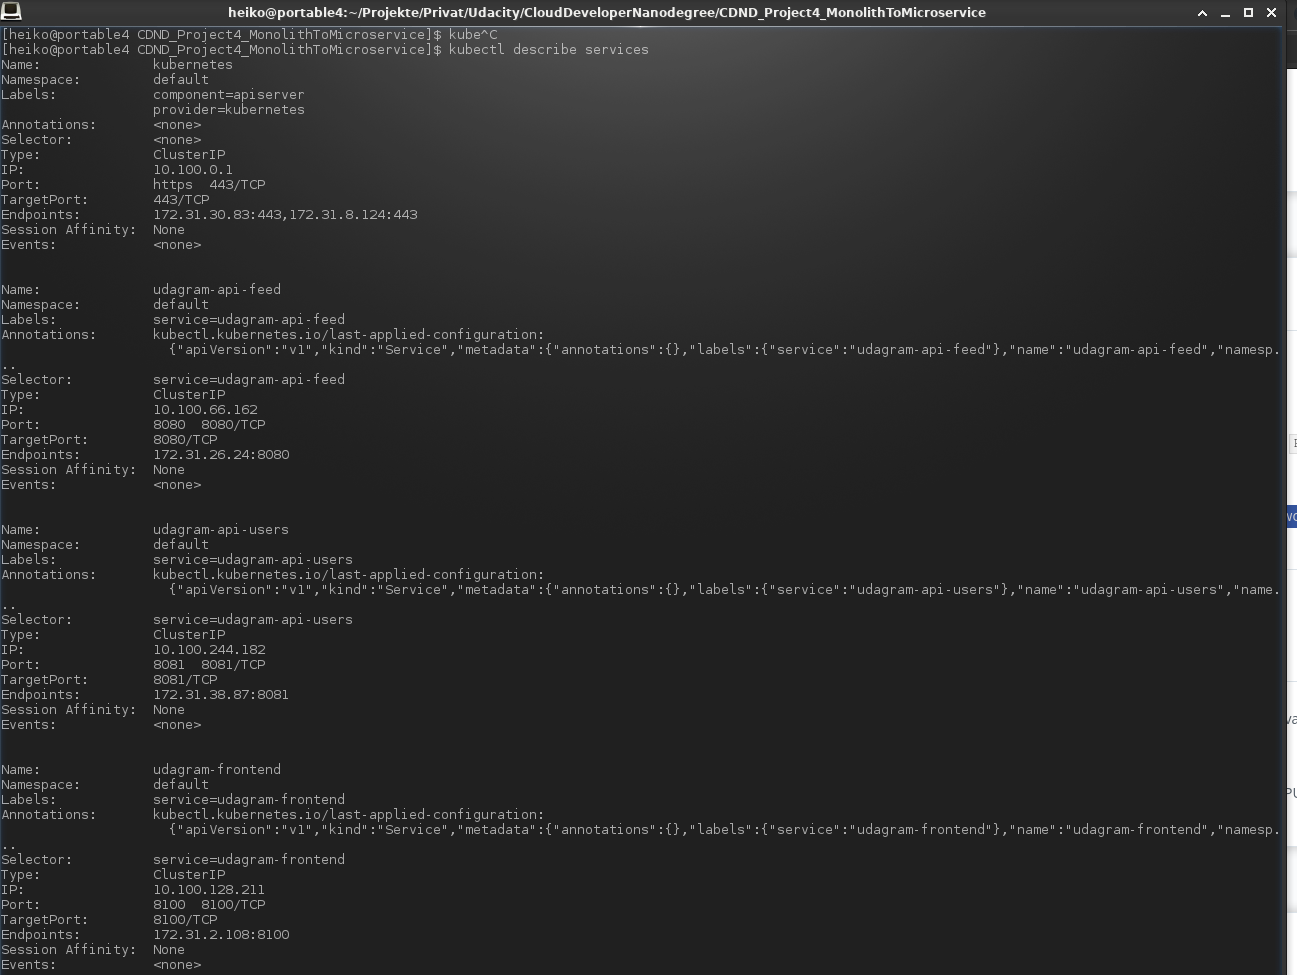 heiko@portable4:~/Projekte/Privat/Udacity/CloudDeveloperNanodegree/CDND_Project4_MonolithToMicroservice
[heiko@portable4 CDND_Project4_MonolithToMicroservice]$ kube^C
[heiko@portable4 CDND_Project4_MonolithToMicroservice]$ kubectl describe services
Name:              kubernetes
Namespace:         default
Labels:            component=apiserver
                   provider=kubernetes
Annotations:       <none>
Selector:          <none>
Type:              ClusterIP
IP:                10.100.0.1
Port:              https  443/TCP
TargetPort:        443/TCP
Endpoints:         172.31.30.83:443,172.31.8.124:443
Session Affinity:  None
Events:            <none>
Name:              udagram-api-feed
Namespace:         default
Labels:            service=udagram-api-feed
Annotations:       kubectl.kubernetes.io/last-applied-configuration:
                     {"apiVersion":"v1","kind":"Service","metadata":{"annotations":{},"labels":{"service":"udagram-api-feed"},"name":"udagram-api-feed","namesp.
..
Selector:          service=udagram-api-feed
Type:              ClusterIP
IP:                10.100.66.162
Port:              8080  8080/TCP
TargetPort:        8080/TCP
Endpoints:         172.31.26.24:8080
Session Affinity:  None
Events:            <none>
Name:              udagram-api-users
Namespace:         default
Labels:            service=udagram-api-users
Annotations:       kubectl.kubernetes.io/last-applied-configuration:
                     {"apiVersion":"v1","kind":"Service","metadata":{"annotations":{},"labels":{"service":"udagram-api-users"},"name":"udagram-api-users","name.
..
Selector:          service=udagram-api-users
Type:              ClusterIP
IP:                10.100.244.182
Port:              8081  8081/TCP
TargetPort:        8081/TCP
Endpoints:         172.31.38.87:8081
Session Affinity:  None
Events:            <none>
Name:              udagram-frontend
Namespace:         default
Labels:            service=udagram-frontend
Annotations:       kubectl.kubernetes.io/last-applied-configuration:
                     {"apiVersion":"v1","kind":"Service","metadata":{"annotations":{},"labels":{"service":"udagram-frontend"},"name":"udagram-frontend","namesp.
..
Selector:          service=udagram-frontend
Type:              ClusterIP
IP:                10.100.128.211
Port:              8100  8100/TCP
TargetPort:        8100/TCP
Endpoints:         172.31.2.108:8100
Session Affinity:  None
Events:            <none>